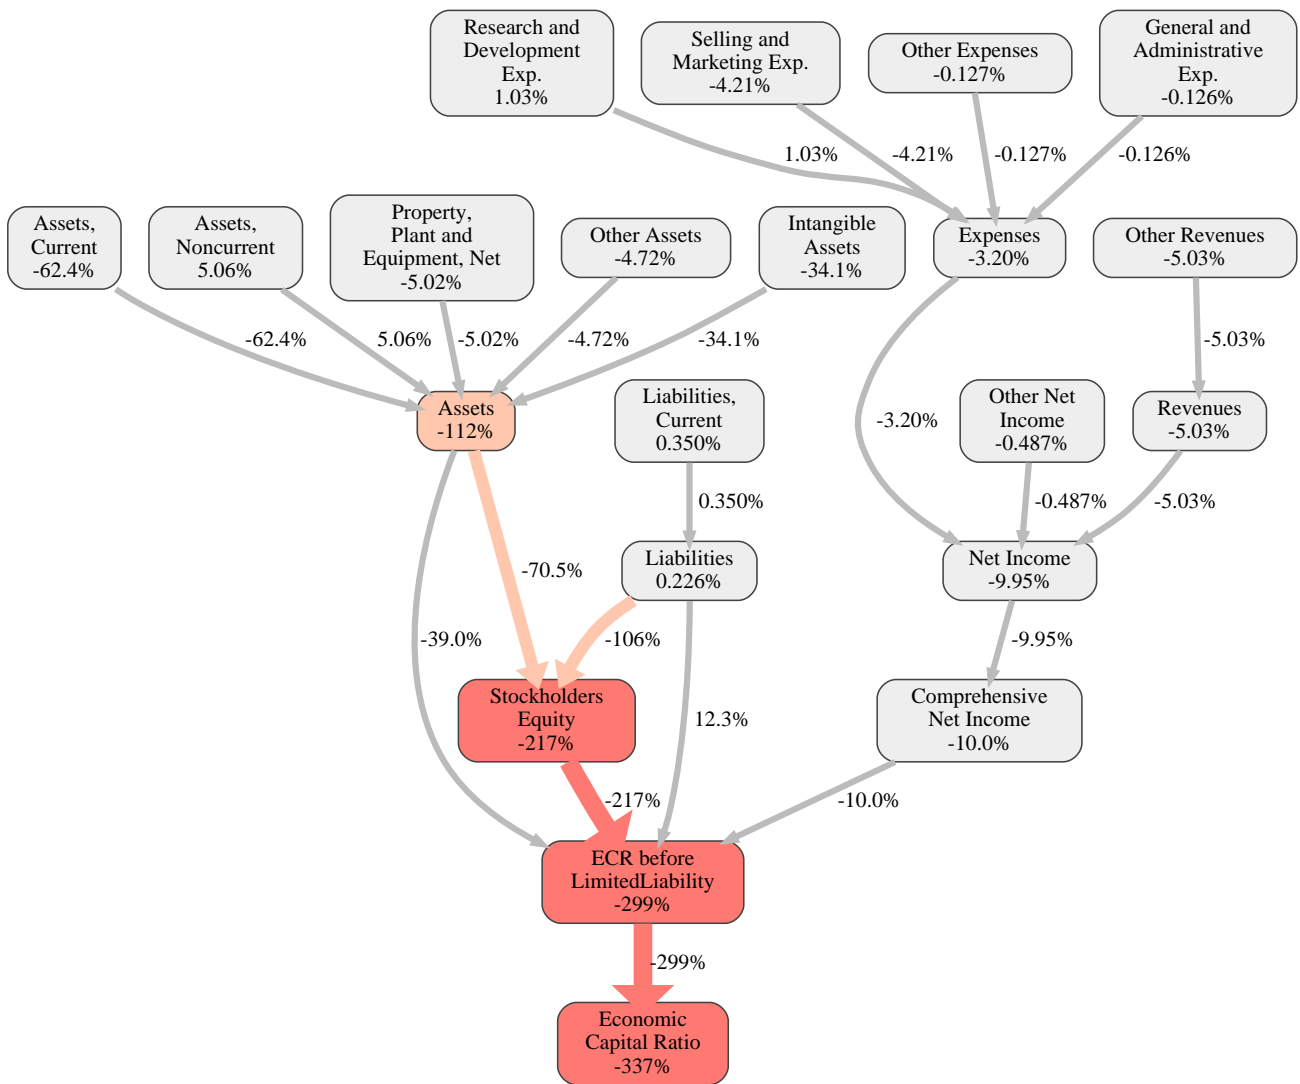 Research and
Development
Exp.
1.03%
Selling and
Marketing Exp.
-4.21%
Other Expenses
-0.127%
General and
Administrative
Exp.
-0.126%
1.03%
-4.21%
-0.127%
-0.126%
Assets,
Current
-62.4%
Assets,
Noncurrent
5.06%
Property,
Plant and
Equipment, Net
-5.02%
Other Assets
-4.72%
Intangible
Assets
-34.1%
Expenses
-3.20%
Other Revenues
-5.03%
-62.4%
5.06%
-5.02%
-4.72%
-34.1%
-5.03%
Assets
-112%
Liabilities,
Current
0.350%
-3.20%
Other Net
Income
-0.487%
Revenues
-5.03%
0.350%
-0.487%
-5.03%
-70.5%
Liabilities
0.226%
Net Income
-9.95%
-39.0%
-106%
-9.95%
Stockholders
Equity
-217%
12.3%
Comprehensive
Net Income
-10.0%
-217%
-10.0%
ECR before
LimitedLiability
-299%
-299%
Economic
Capital Ratio
-337%